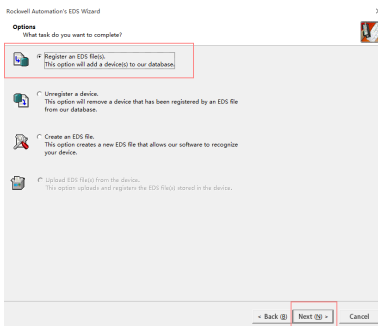 Rockwell Automation's EDS Wizard
Options
What task do you want to complete?
Register an EDS file(s).
This option will add a device(s) to our database.
Unregister a device.
This option will remove a device that has been registered by an EDS file
from our database.
Create an EDS file.
This option creates a new EDS file that allows our software to recognize
your device.
Upload EDS file(s) from the device.
This option uploads and registers the EDS file(s) stored in the device.
< Back (B)
Next (N) >
Cancel